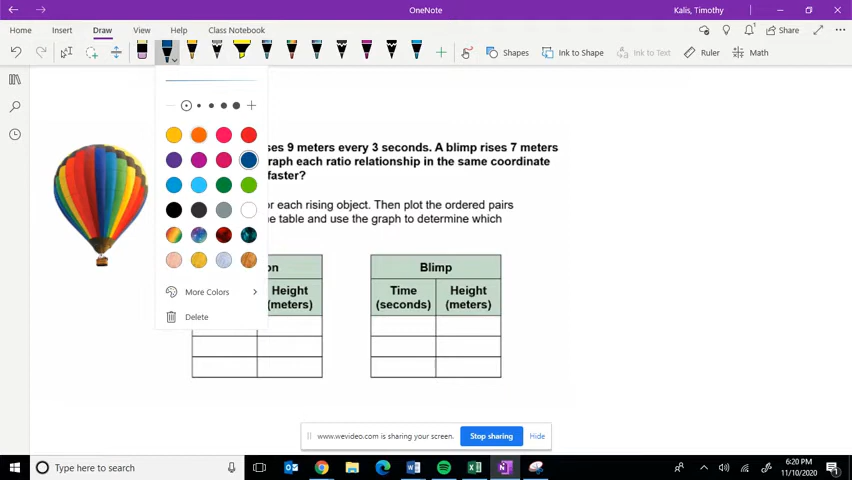 OneNote
Kalis, Timothy
Home Insert Draw View Help Class Notebook Share
Shapes Ink to Shape Ink to Text Ruler Math
ses 9 meters every 3 seconds. A blimp rises 7 meters
raph each ratio relationship in the same coordinate
faster?
or each rising object. Then plot the ordered pairs
ne table and use the graph to determine which
More Colors
Delete
on
Height
(meters)
Blimp
Time
(seconds)
Height
(meters)
www.wevideo.com is sharing your screen. Stop sharing Hide
Type here to search
6:20 PM
11/10/2020